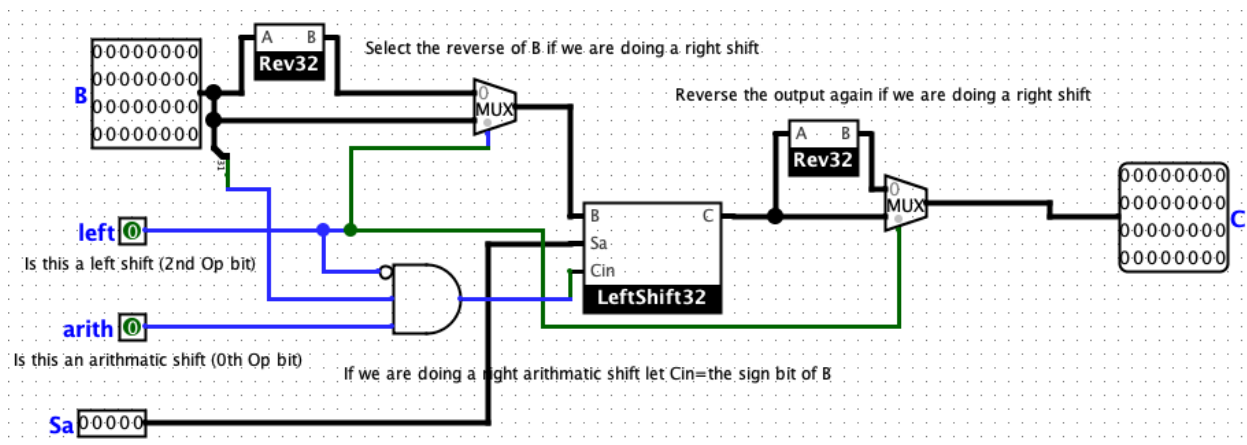 A B
Rev32
Select the reverse of B if we are doing a right shift
00000000
00000000
00000000
00000000
B
0
MUX
31
Reverse the output again if we are doing a right shift
A B
Rev32
0
MUX
00000000
00000000
00000000
00000000
C
B C
Sa
Cin
LeftShift32
left 0
Is this a left shift (2nd Op bit)
arith 0
Is this an arithmatic shift (0th Op bit)
If we are doing a right arithmatic shift let Cin=the sign bit of B
Sa 00000